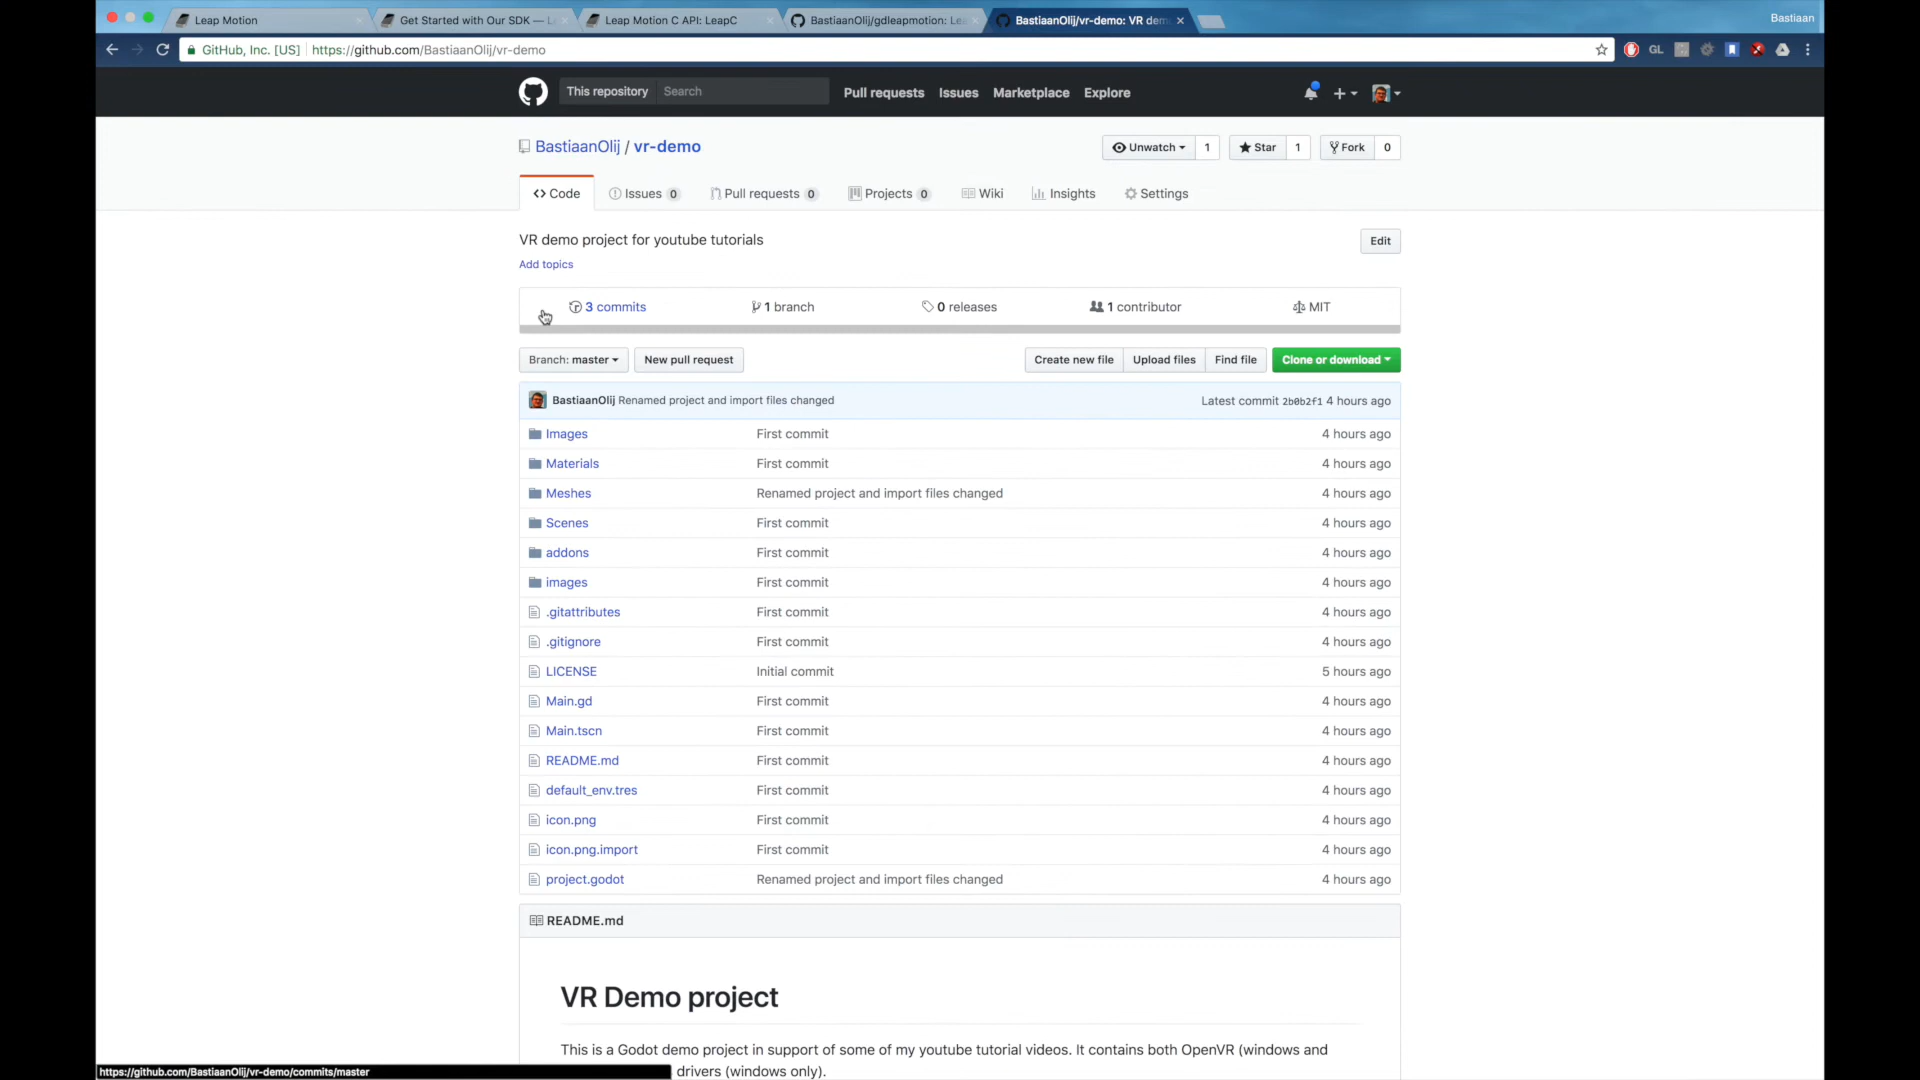 Leap Motion
Get Started with Our SDK — L
Leap Motion C API: LeapC
BastiaanOlij/gdleapmotion: Lea
BastiaanOlij/vr-demo: VR dem
Bastiaan
GitHub, Inc. [US] https://github.com/BastiaanOlij/vr-demo
GL
This repository Search Pull requests Issues Marketplace Explore
BastiaanOlij / vr-demo
Unwatch 1 Star 1 Fork 0
Code Issues 0 Pull requests 0 Projects 0 Wiki Insights Settings
VR demo project for youtube tutorials
Edit
Add topics
3 commits 1 branch 0 releases 1 contributor MIT
Branch: master New pull request Create new file Upload files Find file Clone or download
BastiaanOlij Renamed project and import files changed Latest commit 2b0b2f1 4 hours ago
Images First commit 4 hours ago
Materials First commit 4 hours ago
Meshes Renamed project and import files changed 4 hours ago
Scenes First commit 4 hours ago
addons First commit 4 hours ago
images First commit 4 hours ago
.gitattributes First commit 4 hours ago
.gitignore First commit 4 hours ago
LICENSE Initial commit 5 hours ago
Main.gd First commit 4 hours ago
Main.tscn First commit 4 hours ago
README.md First commit 4 hours ago
default_env.tres First commit 4 hours ago
icon.png First commit 4 hours ago
icon.png.import First commit 4 hours ago
project.godot Renamed project and import files changed 4 hours ago
README.md
VR Demo project
This is a Godot demo project in support of some of my youtube tutorial videos. It contains both OpenVR (windows and
drivers (windows only).
https://github.com/BastiaanOlij/vr-demo/commits/master